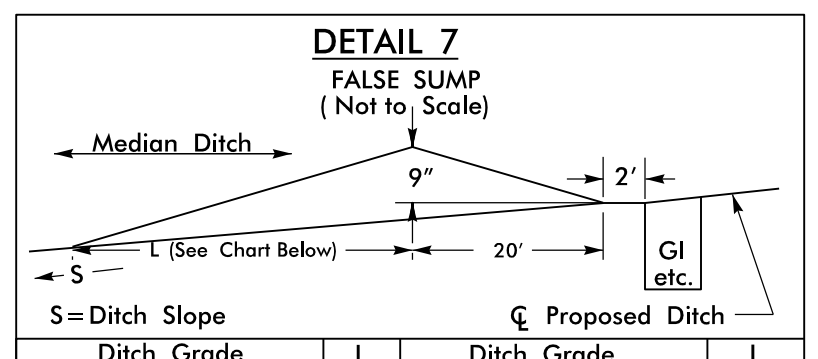 DETAIL 7
FALSE SUMP
( Not to Scale)
Median Ditch
9"
2'
L (See Chart Below)
20'
GI
etc.
S
S=Ditch Slope
℄ Proposed Ditch
Ditch Grade L Ditch Grade L